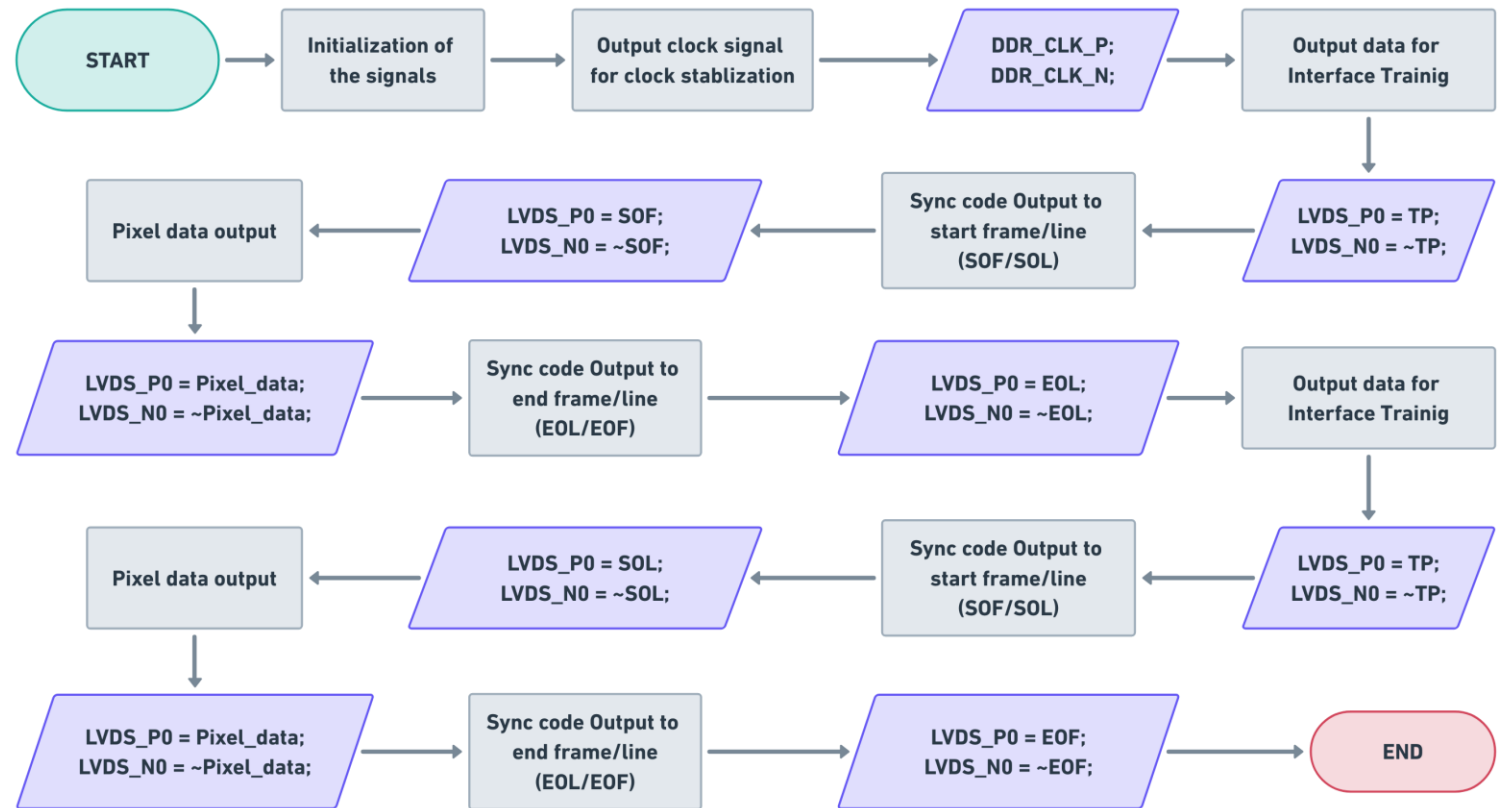 START
Initialization of
the signals
Output clock signal
for clock stablization
DDR_CLK_P;
DDR_CLK_N;
Output data for
Interface Trainig
LVDS_P0 = TP;
LVDS_N0 = ~TP;
Sync code Output to
start frame/line
(SOF/SOL)
LVDS_P0 = SOF;
LVDS_N0 = ~SOF;
Pixel data output
LVDS_P0 = Pixel_data;
LVDS_N0 = ~Pixel_data;
Sync code Output to
end frame/line
(EOL/EOF)
LVDS_P0 = EOL;
LVDS_N0 = ~EOL;
Output data for
Interface Trainig
LVDS_P0 = TP;
LVDS_N0 = ~TP;
Sync code Output to
start frame/line
(SOF/SOL)
LVDS_P0 = SOL;
LVDS_N0 = ~SOL;
Pixel data output
LVDS_P0 = Pixel_data;
LVDS_N0 = ~Pixel_data;
Sync code Output to
end frame/line
(EOL/EOF)
LVDS_P0 = EOF;
LVDS_N0 = ~EOF;
END